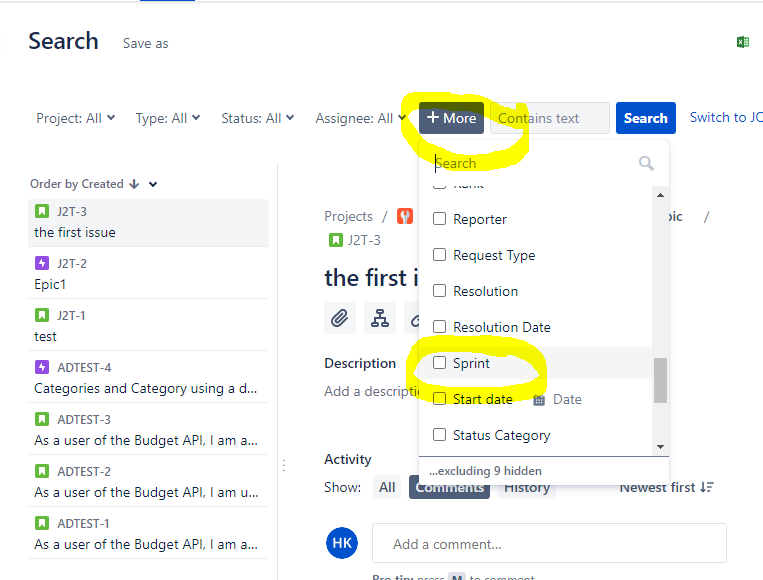 Search Save as
Project: All Type: All Status: All Assignee: All + More Contains text Search Switch to JQ
Search
Order by Created
J2T-3
the first issue
J2T-2
Epic1
J2T-1
test
ADTEST-4
Categories and Category using a d...
ADTEST-3
As a user of the Budget API, I am a...
ADTEST-2
As a user of the Budget API, I am u...
ADTEST-1
As a user of the Budget API, I am a...
Rank
Reporter
Request Type
Resolution
Resolution Date
Sprint
Start date Date
Status Category
...excluding 9 hidden
Projects / pic /
J2T-3
the first i
Description
Add a descripti
Activity
Show: All Comments History Newest first
HK Add a comment...
Pro tip: press M to comment